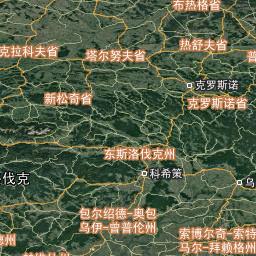 布热格省
热舒夫省
克拉科夫省
塔尔努夫省
普
克罗斯诺
新松奇省
克罗斯诺省
东斯洛伐克州
科希策
伐克
乌
包尔绍德-奥包
乌伊-曾普伦州
索博尔奇-索特
马尔-拜赖格州
德州